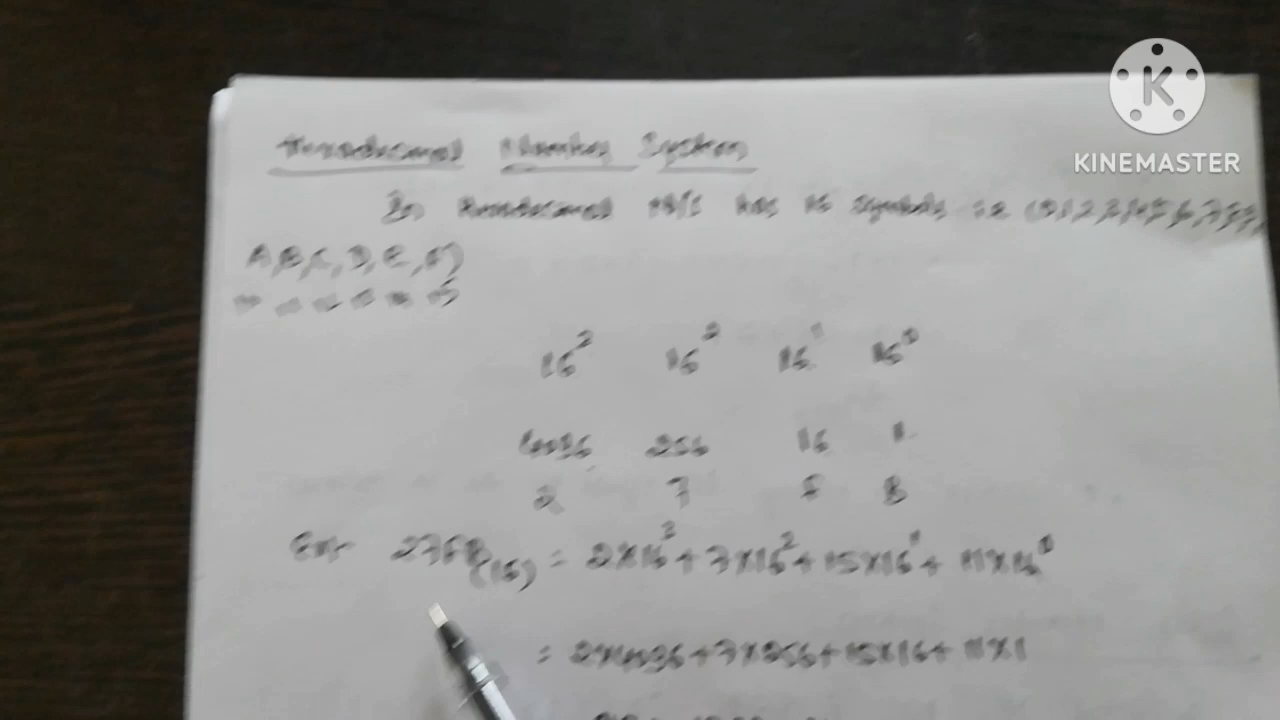 KINEMASTER
Hexadecimal Number System
In Hexadecimal N/S has 16 symbols i.e (0,1,2,3,4,5,6,7,8,9,
A,B,C,D,E,F)
16² 16² 16¹ 16⁰
4096 256 16 1
2 7 F B
Ex:- 27FB(16) = 2×16³+7×16²+15×16¹+11×16⁰
= 2×4096+7×256+15×16+11×1